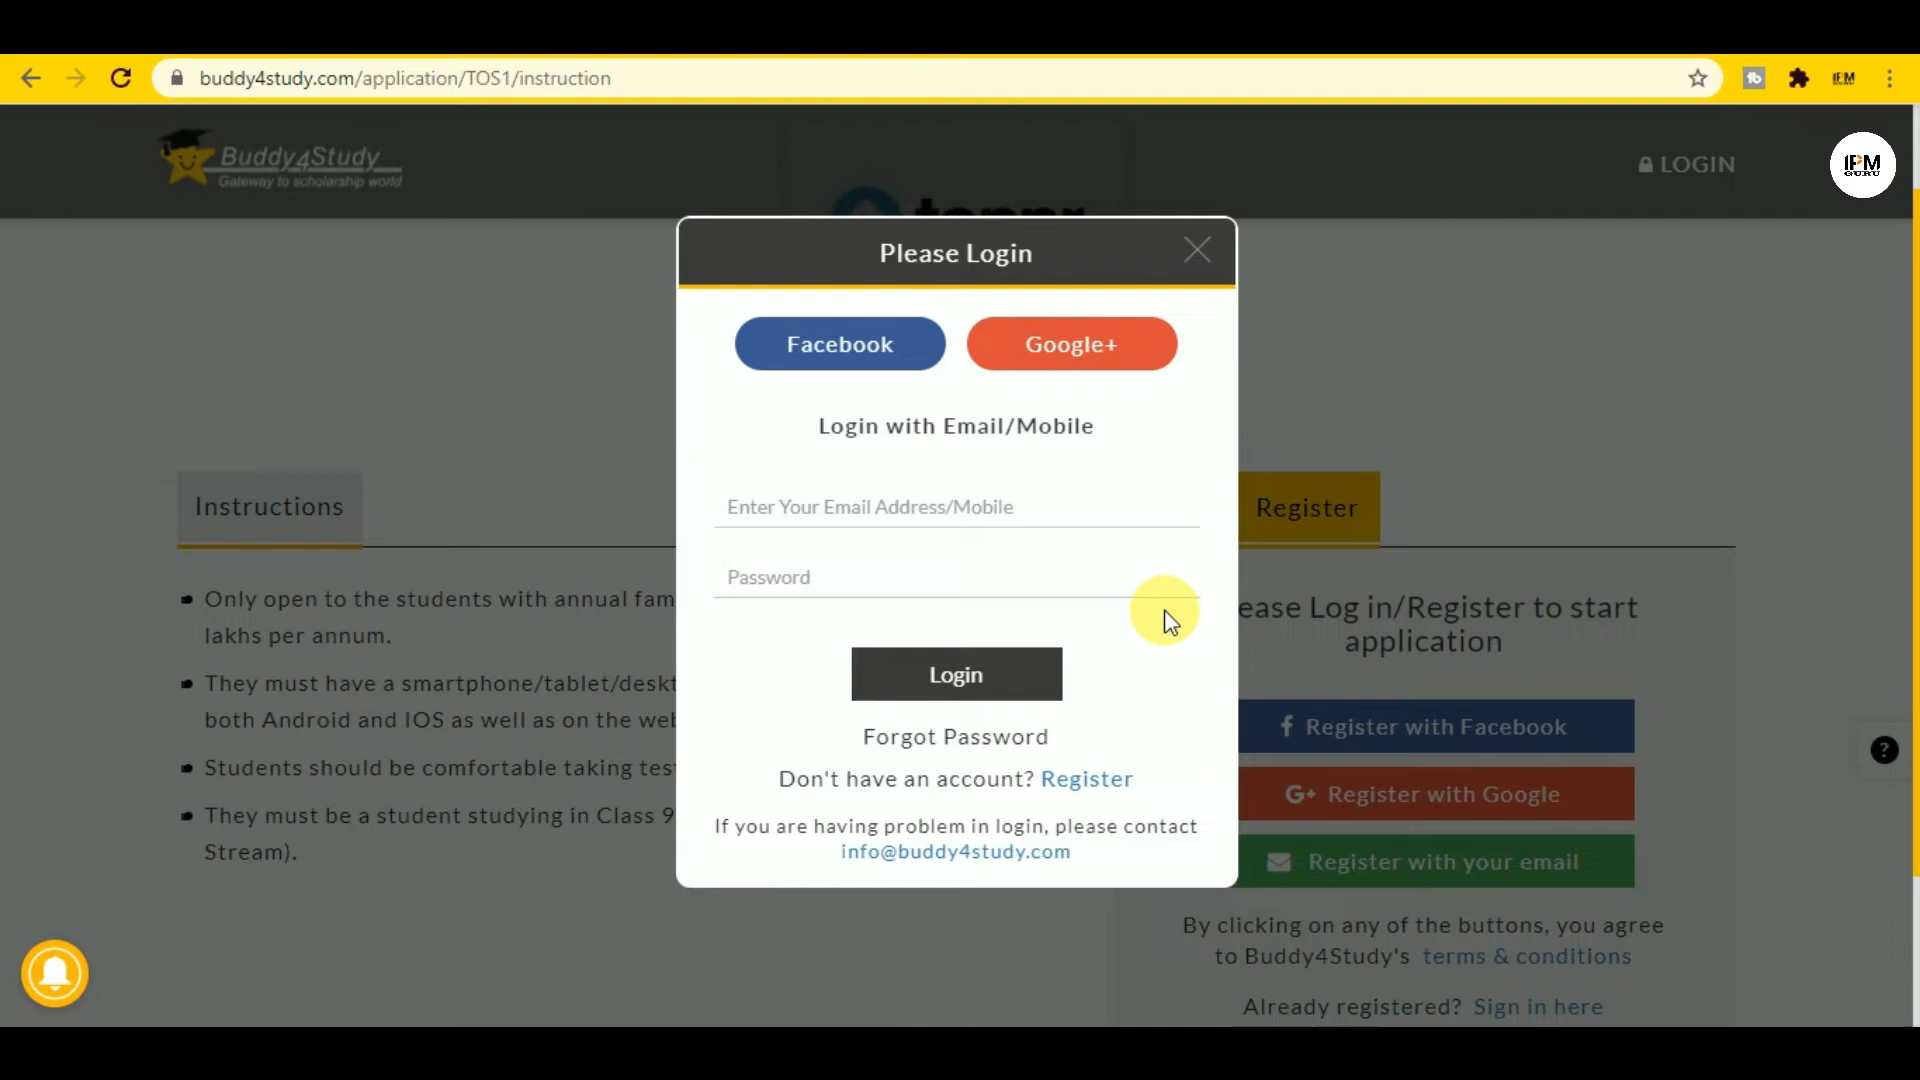 buddy4study.com/application/TOS1/instruction
Buddy4Study
Gateway to scholarship world
LOGIN
IPM
GURU
Please Login
Facebook
Google+
Login with Email/Mobile
Enter Your Email Address/Mobile
Password
Login
Forgot Password
Don't have an account? Register
If you are having problem in login, please contact
info@buddy4study.com
Instructions
Only open to the students with annual fam
lakhs per annum.
They must have a smartphone/tablet/deskt
both Android and IOS as well as on the web
Students should be comfortable taking test
They must be a student studying in Class 9
Stream).
Register
ease Log in/Register to start
application
Register with Facebook
G+ Register with Google
Register with your email
By clicking on any of the buttons, you agree
to Buddy4Study's terms & conditions
Already registered? Sign in here